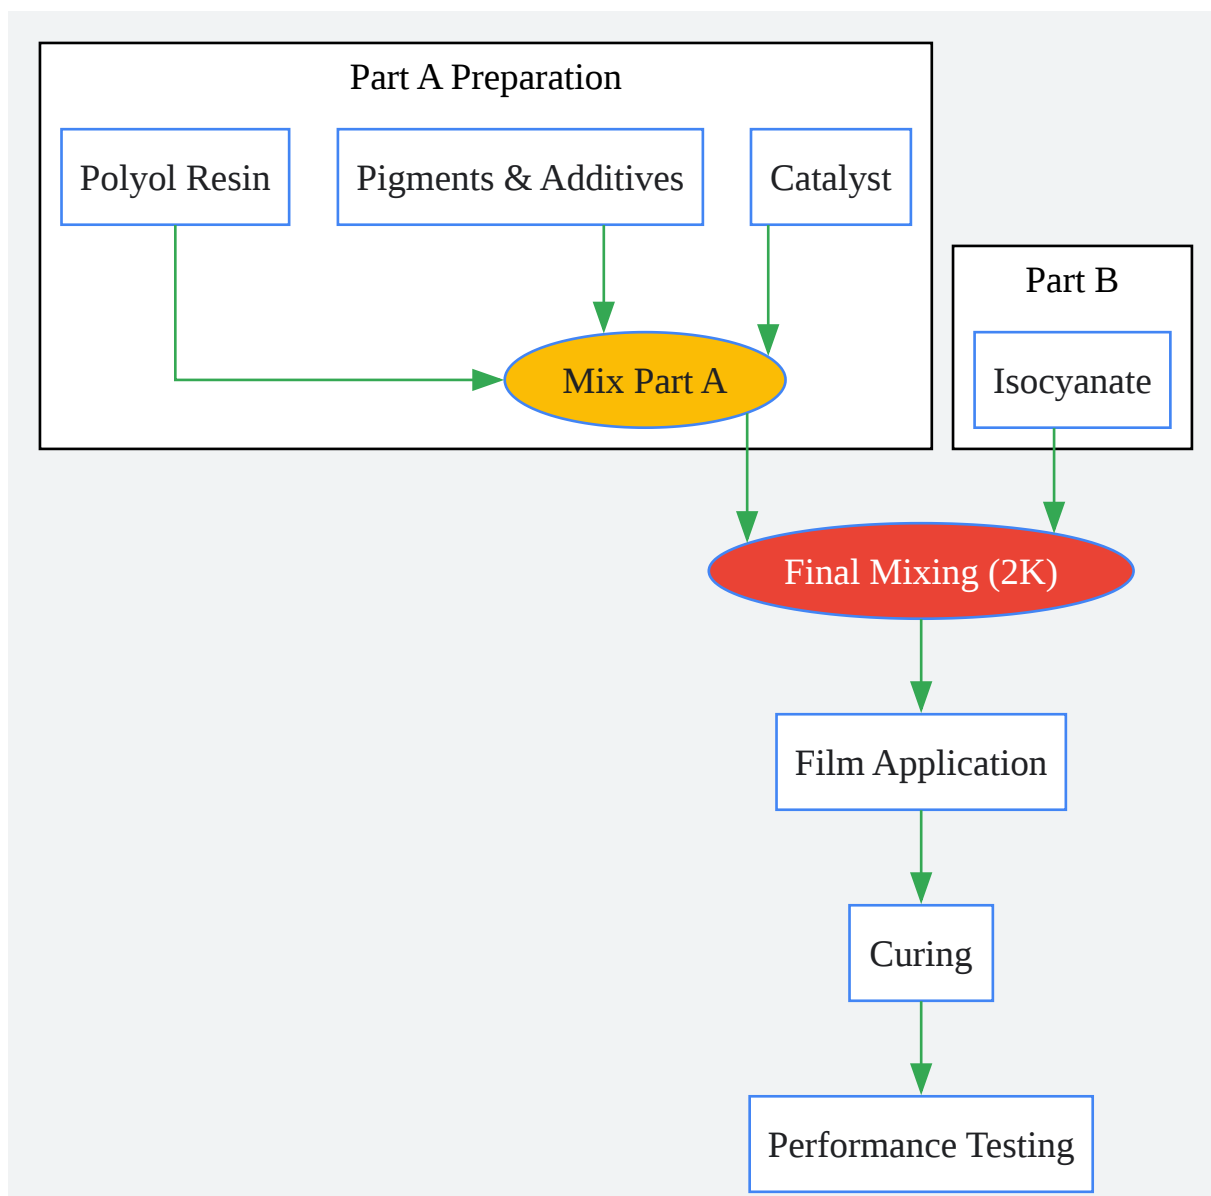 Part A Preparation
Polyol Resin
Pigments & Additives
Catalyst
Part B
Isocyanate
Mix Part A
Final Mixing (2K)
Film Application
Curing
Performance Testing